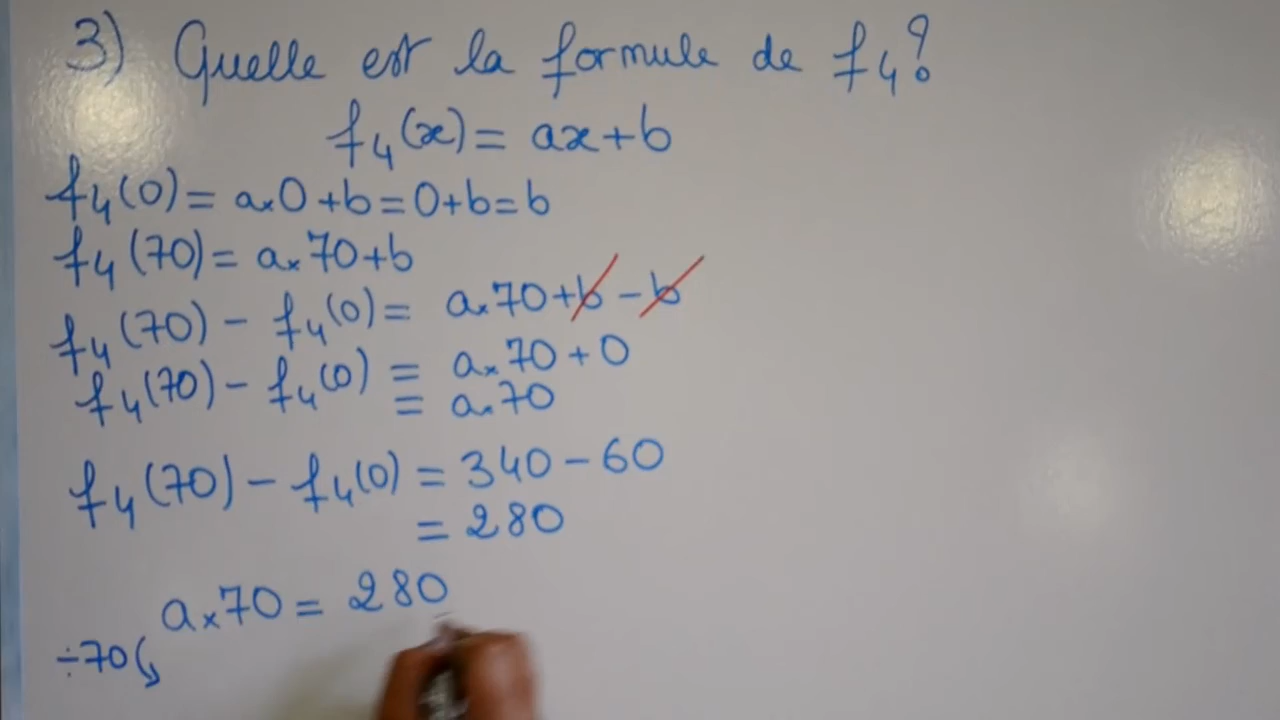 3) Quelle est la formule de f₄?
f₄(x) = ax+b
f₄(0) = a×0+b=0+b=b
f₄(70) = a×70+b
f₄(70) - f₄(0) = a×70+b-b
f₄(70) - f₄(0) = a×70+0
= a×70
f₄(70) - f₄(0) = 340-60
= 280
a×70 = 280
÷70